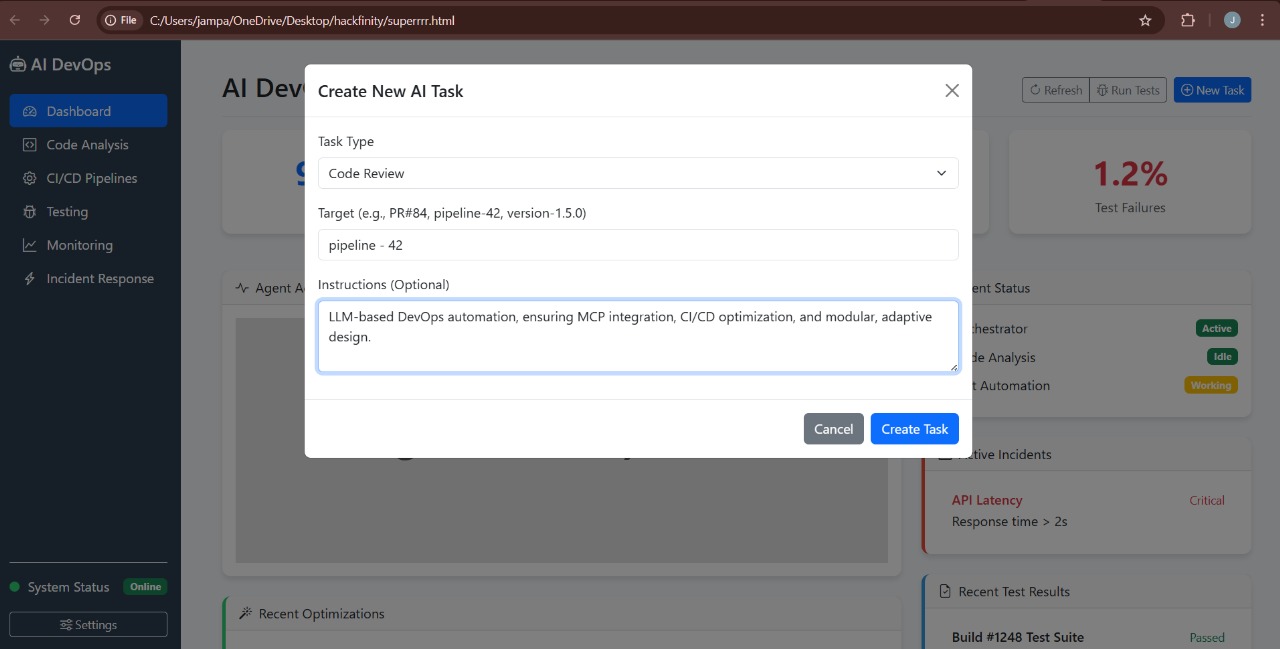 File
C:/Users/jampa/OneDrive/Desktop/hackfinity/superrrr.html
J
AI DevOps
Dashboard
Code Analysis
CI/CD Pipelines
Testing
Monitoring
Incident Response
System Status
Online
Settings
AI Dev
Refresh
Run Tests
New Task
1.2%
Test Failures
Create New AI Task
Task Type
Code Review
Target (e.g., PR#84, pipeline-42, version-1.5.0)
pipeline - 42
Instructions (Optional)
LLM-based DevOps automation, ensuring MCP integration, CI/CD optimization, and modular, adaptive
design.
Cancel
Create Task
Agent A
ent Status
chestrator
Active
de Analysis
Idle
t Automation
Working
Active Incidents
API Latency
Critical
Response time > 2s
Recent Optimizations
Recent Test Results
Build #1248 Test Suite
Passed